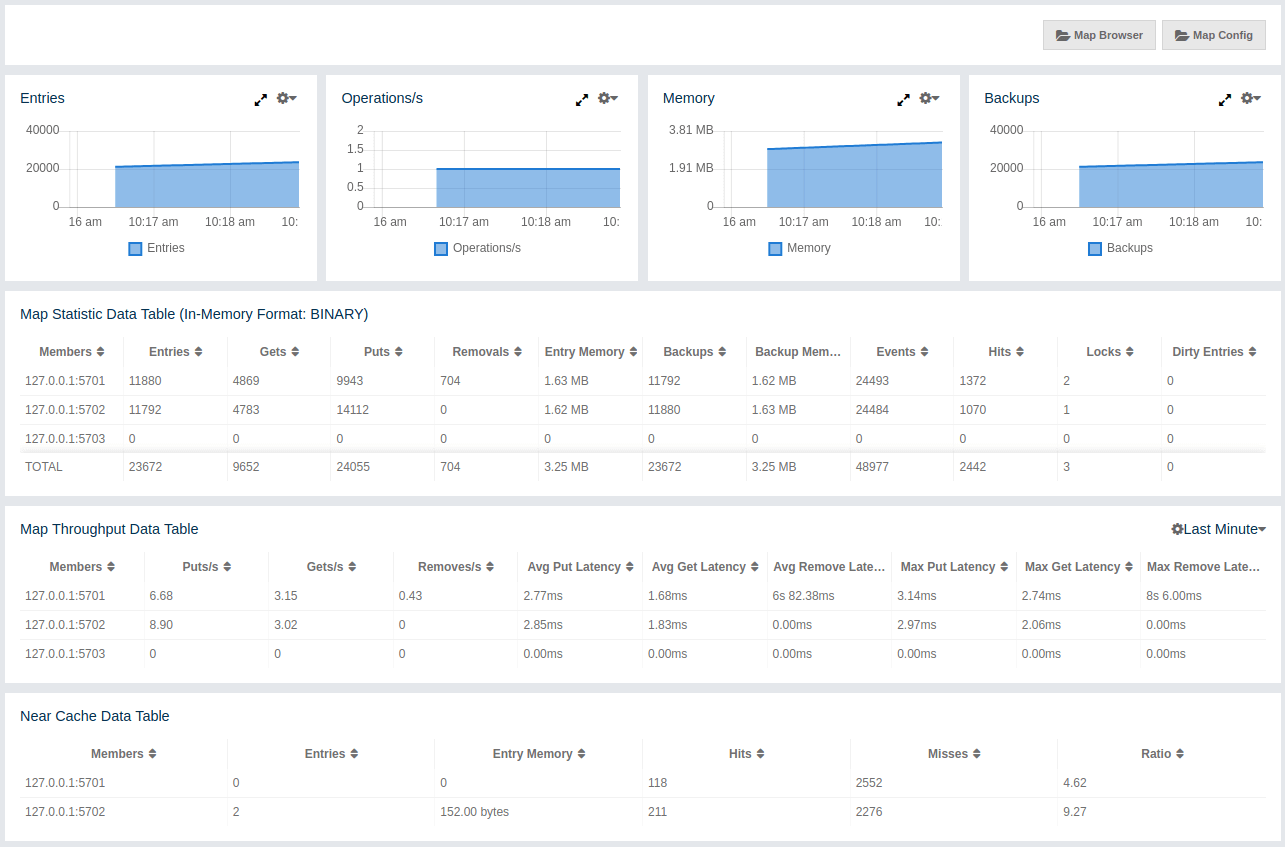 Map Browser Map Config
Entries Operations/s Memory Backups
40000 2 3.81 MB 40000
1.5
20000 1 1.91 MB 20000
0.5
0 0 0 0
16 am 10:17 am 10:18 am 10: 16 am 10:17 am 10:18 am 10: 16 am 10:17 am 10:18 am 10: 16 am 10:17 am 10:18 am 10:
Entries Operations/s Memory Backups
Map Statistic Data Table (In-Memory Format: BINARY)
Members Entries Gets Puts Removals Entry Memory Backups Backup Mem... Events Hits Locks Dirty Entries
127.0.0.1:5701 11880 4869 9943 704 1.63 MB 11792 1.62 MB 24493 1372 2 0
127.0.0.1:5702 11792 4783 14112 0 1.62 MB 11880 1.63 MB 24484 1070 1 0
127.0.0.1:5703 0 0 0 0 0 0 0 0 0 0 0
TOTAL 23672 9652 24055 704 3.25 MB 23672 3.25 MB 48977 2442 3 0
Map Throughput Data Table Last Minute
Members Puts/s Gets/s Removes/s Avg Put Latency Avg Get Latency Avg Remove Late... Max Put Latency Max Get Latency Max Remove Late...
127.0.0.1:5701 6.68 3.15 0.43 2.77ms 1.68ms 6s 82.38ms 3.14ms 2.74ms 8s 6.00ms
127.0.0.1:5702 8.90 3.02 0 2.85ms 1.83ms 0.00ms 2.97ms 2.06ms 0.00ms
127.0.0.1:5703 0 0 0 0.00ms 0.00ms 0.00ms 0.00ms 0.00ms 0.00ms
Near Cache Data Table
Members Entries Entry Memory Hits Misses Ratio
127.0.0.1:5701 0 0 118 2552 4.62
127.0.0.1:5702 2 152.00 bytes 211 2276 9.27